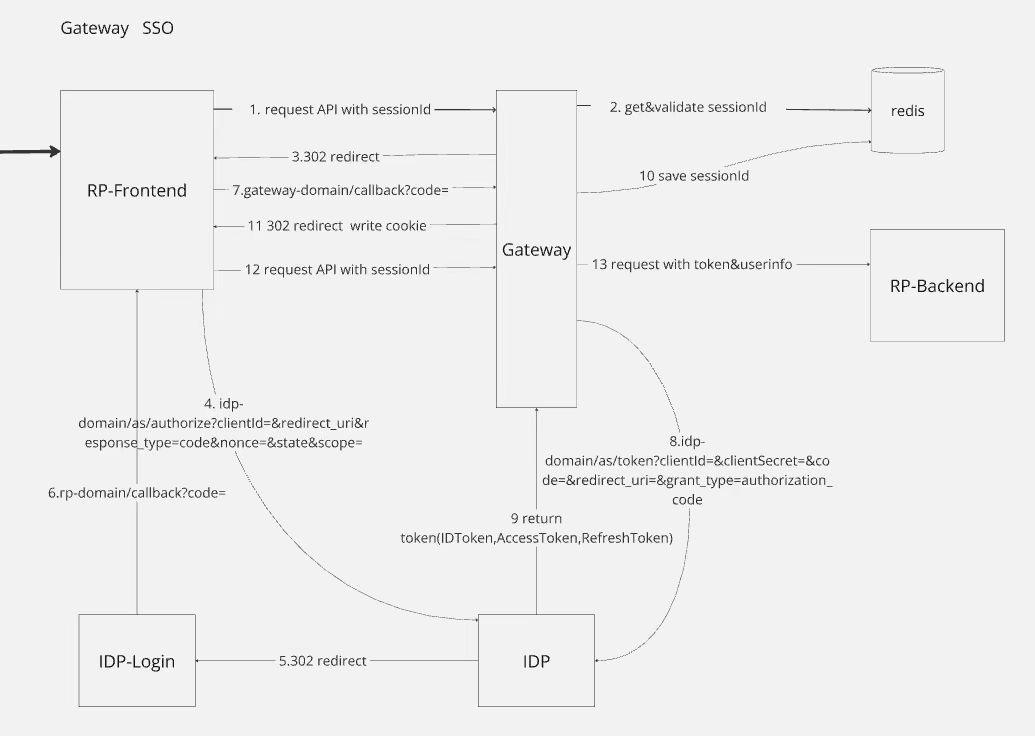 Gateway SSO
1. request API with sessionId
2. get&validate sessionId
redis
3.302 redirect
RP-Frontend
7.gateway-domain/callback?code=
10 save sessionId
11 302 redirect write cookie
Gateway
12 request API with sessionId
13 request with token&userinfo
RP-Backend
4. idp-
domain/as/authorize?clientId=&redirect_uri&r
esponse_type=code&nonce=&state&scope=
8.idp-
domain/as/token?clientId=&clientSecret=&co
de=&redirect_uri=&grant_type=authorization_
code
6.rp-domain/callback?code=
9 return
token(IDToken,AccessToken,RefreshToken)
IDP-Login
5.302 redirect
IDP